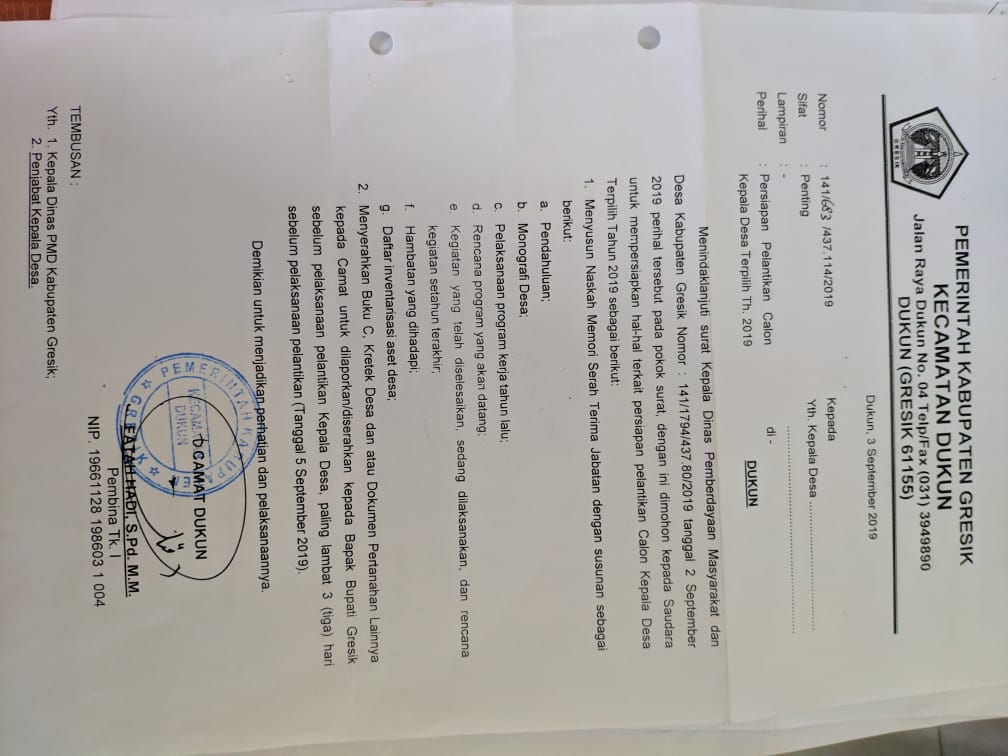 PEMERINTAH KABUPATEN GRESIK
KECAMATAN DUKUN
Jalan Raya Dukun No. 04 Telp/Fax (031) 3949890
DUKUN (GRESIK 61155)
GRESIK
Dukun, 3 September 2019
Nomor : 141/683 /437.114/2019
Sifat : Penting
Lampiran : -
Perihal : Persiapan Pelantikan Calon
Kepala Desa Terpilih Th. 2019
Kepada
Yth. Kepala Desa ................................
....................................................
di -
DUKUN
Menindaklanjuti surat Kepala Dinas Pemberdayaan Masyarakat dan
Desa Kabupaten Gresik Nomor : 141/1794/437.80/2019 tanggal 2 September
2019 perihal tersebut pada pokok surat, dengan ini dimohon kepada Saudara
untuk mempersiapkan hal-hal terkait persiapan pelantikan Calon Kepala Desa
Terpilih Tahun 2019 sebagai berikut:
1. Menyusun Naskah Memori Serah Terima Jabatan dengan susunan sebagai
berikut:
a. Pendahuluan;
b. Monografi Desa;
c. Pelaksanaan program kerja tahun lalu;
d. Rencana program yang akan datang;
e. Kegiatan yang telah diselesaikan, sedang dilaksanakan, dan rencana
kegiatan setahun terakhir;
f. Hambatan yang dihadapi;
g. Daftar inventarisasi aset desa;
2. Menyerahkan Buku C, Kretek Desa dan atau Dokumen Pertanahan Lainnya
kepada Camat untuk dilaporkan/diserahkan kepada Bapak Bupati Gresik
sebelum pelaksanaan pelantikan Kepala Desa, paling lambat 3 (tiga) hari
sebelum pelaksanaan pelantikan (Tanggal 5 September 2019).
Demikian untuk menjadikan perhatian dan pelaksanaannya.
CAMAT DUKUN
PEMERINTAH KABUPATEN
KECAMATAN
DUKUN
GRESIK
FATAH HADI, S.Pd. M.M.
Pembina Tk. I
NIP. 19661128 198603 1 004
TEMBUSAN :
Yth. 1. Kepala Dinas PMD Kabupaten Gresik;
2. Penjabat Kepala Desa.